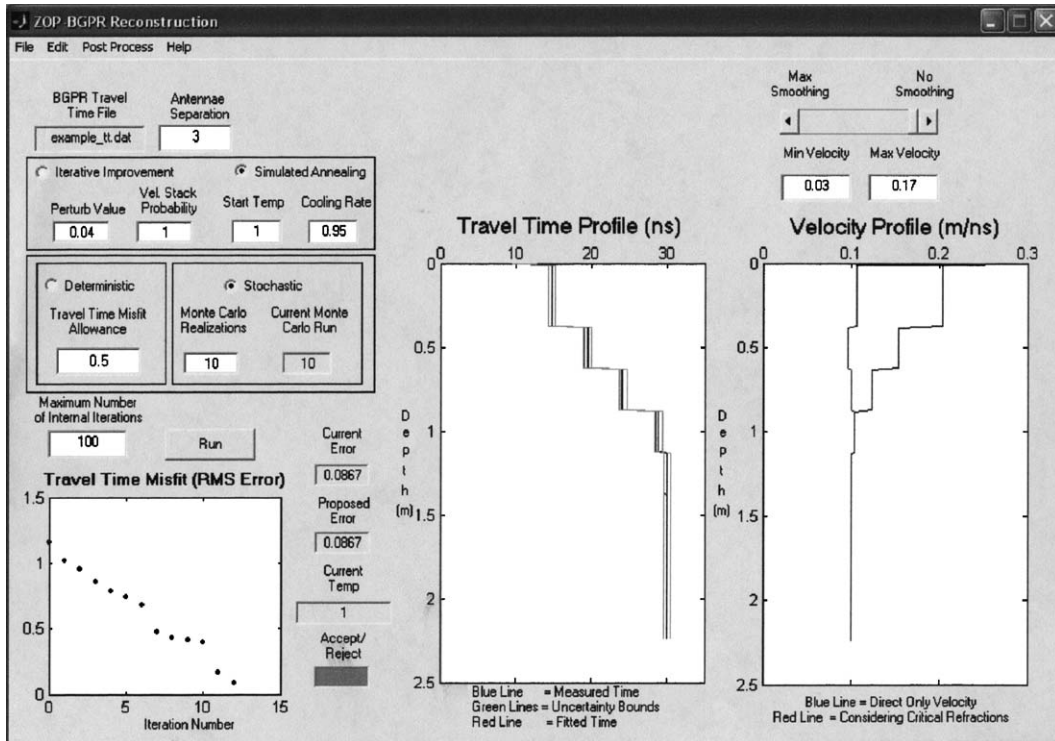 ZOP-BGPR Reconstruction
File Edit Post Process Help
BGPR Travel
Time File
example_tt.dat
Antennae
Separation
3
Iterative Improvement
Simulated Annealing
Perturb Value
0.04
Vel. Stack
Probability
1
Start Temp
1
Cooling Rate
0.95
Deterministic
Travel Time Misfit
Allowance
0.5
Stochastic
Monte Carlo
Realizations
10
Current Monte
Carlo Run
10
Maximum Number
of Internal Iterations
100
Run
Travel Time Misfit (RMS Error)
1.5
1
0.5
0
0 5 10 15
Iteration Number
Current
Error
0.0867
Proposed
Error
0.0867
Current
Temp
1
Accept/
Reject
Max
Smoothing
No
Smoothing
Min Velocity
0.03
Max Velocity
0.17
Travel Time Profile (ns)
0 10 20 30
0
0.5
1
1.5
2
2.5
Depth
(m)
Blue Line = Measured Time
Green Lines = Uncertainty Bounds
Red Line = Fitted Time
Velocity Profile (m/ns)
0 0.1 0.2 0.3
0
0.5
1
1.5
2
2.5
Depth
(m)
Blue Line = Direct Only Velocity
Red Line = Considering Critical Refractions